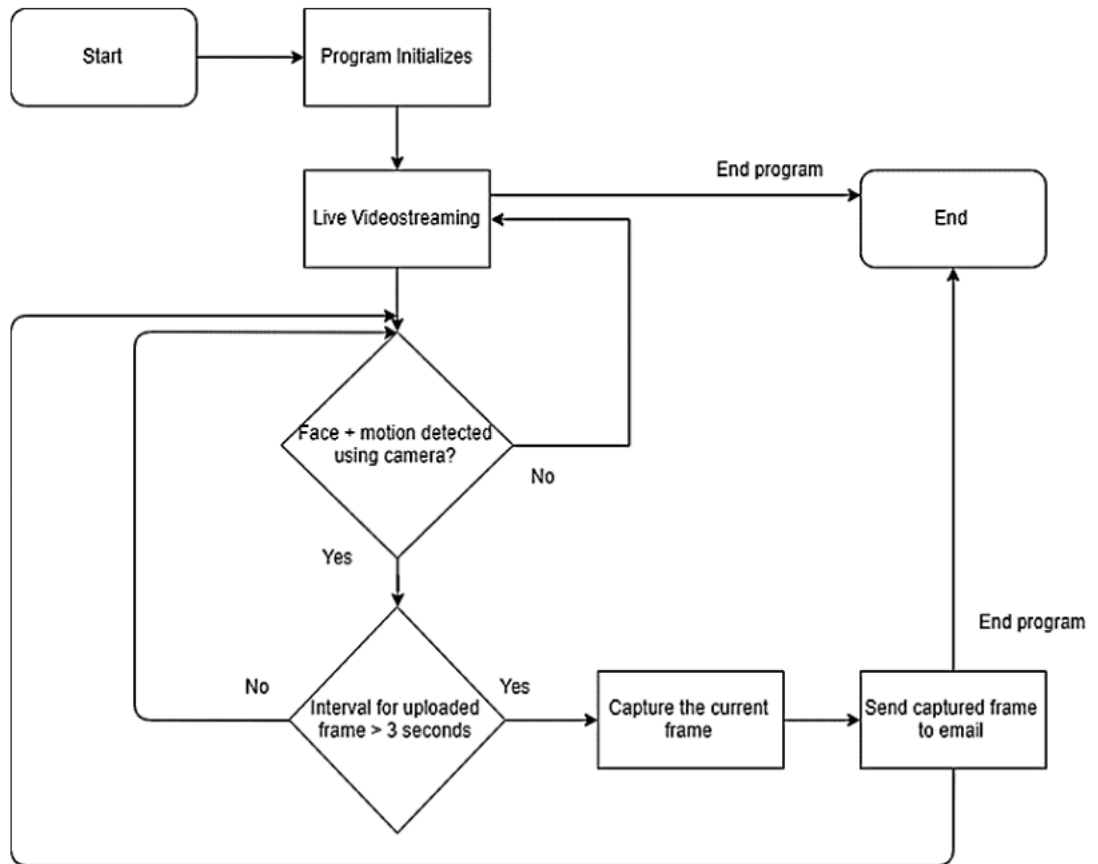 Start
Program Initializes
End program
Live Videostreaming
End
Face + motion detected
using camera?
No
Yes
End program
No
Yes
Interval for uploaded
frame > 3 seconds
Capture the current
frame
Send captured frame
to email